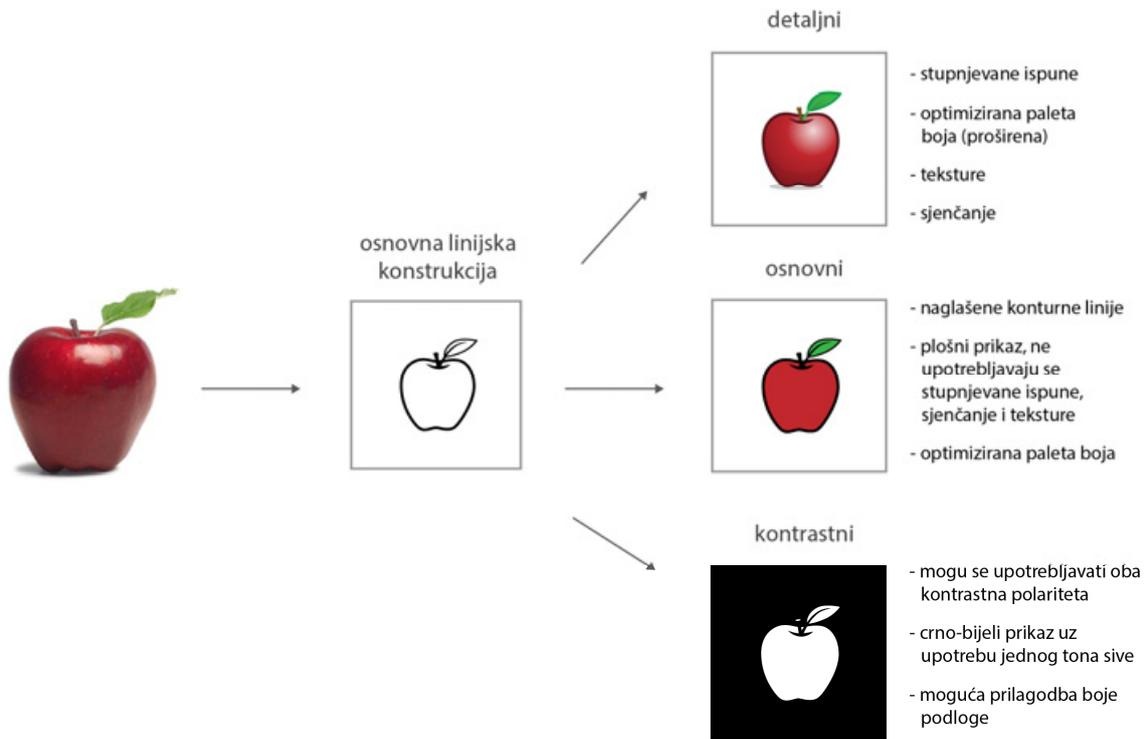 detaljni
- stupnjevane ispune
- optimizirana paleta
boja (proširena)
- teksture
- sjenčanje
osnovna linijska
konstrukcija
osnovni
- naglašene konturne linije
- plošni prikaz, ne
upotrebljavaju se
stupnjevane ispune,
sjenčanje i teksture
- optimizirana paleta boja
kontrastni
- mogu se upotrebljavati oba
kontrastna polariteta
- crno-bijeli prikaz uz
upotrebu jednog tona sive
- moguća prilagodba boje
podloge